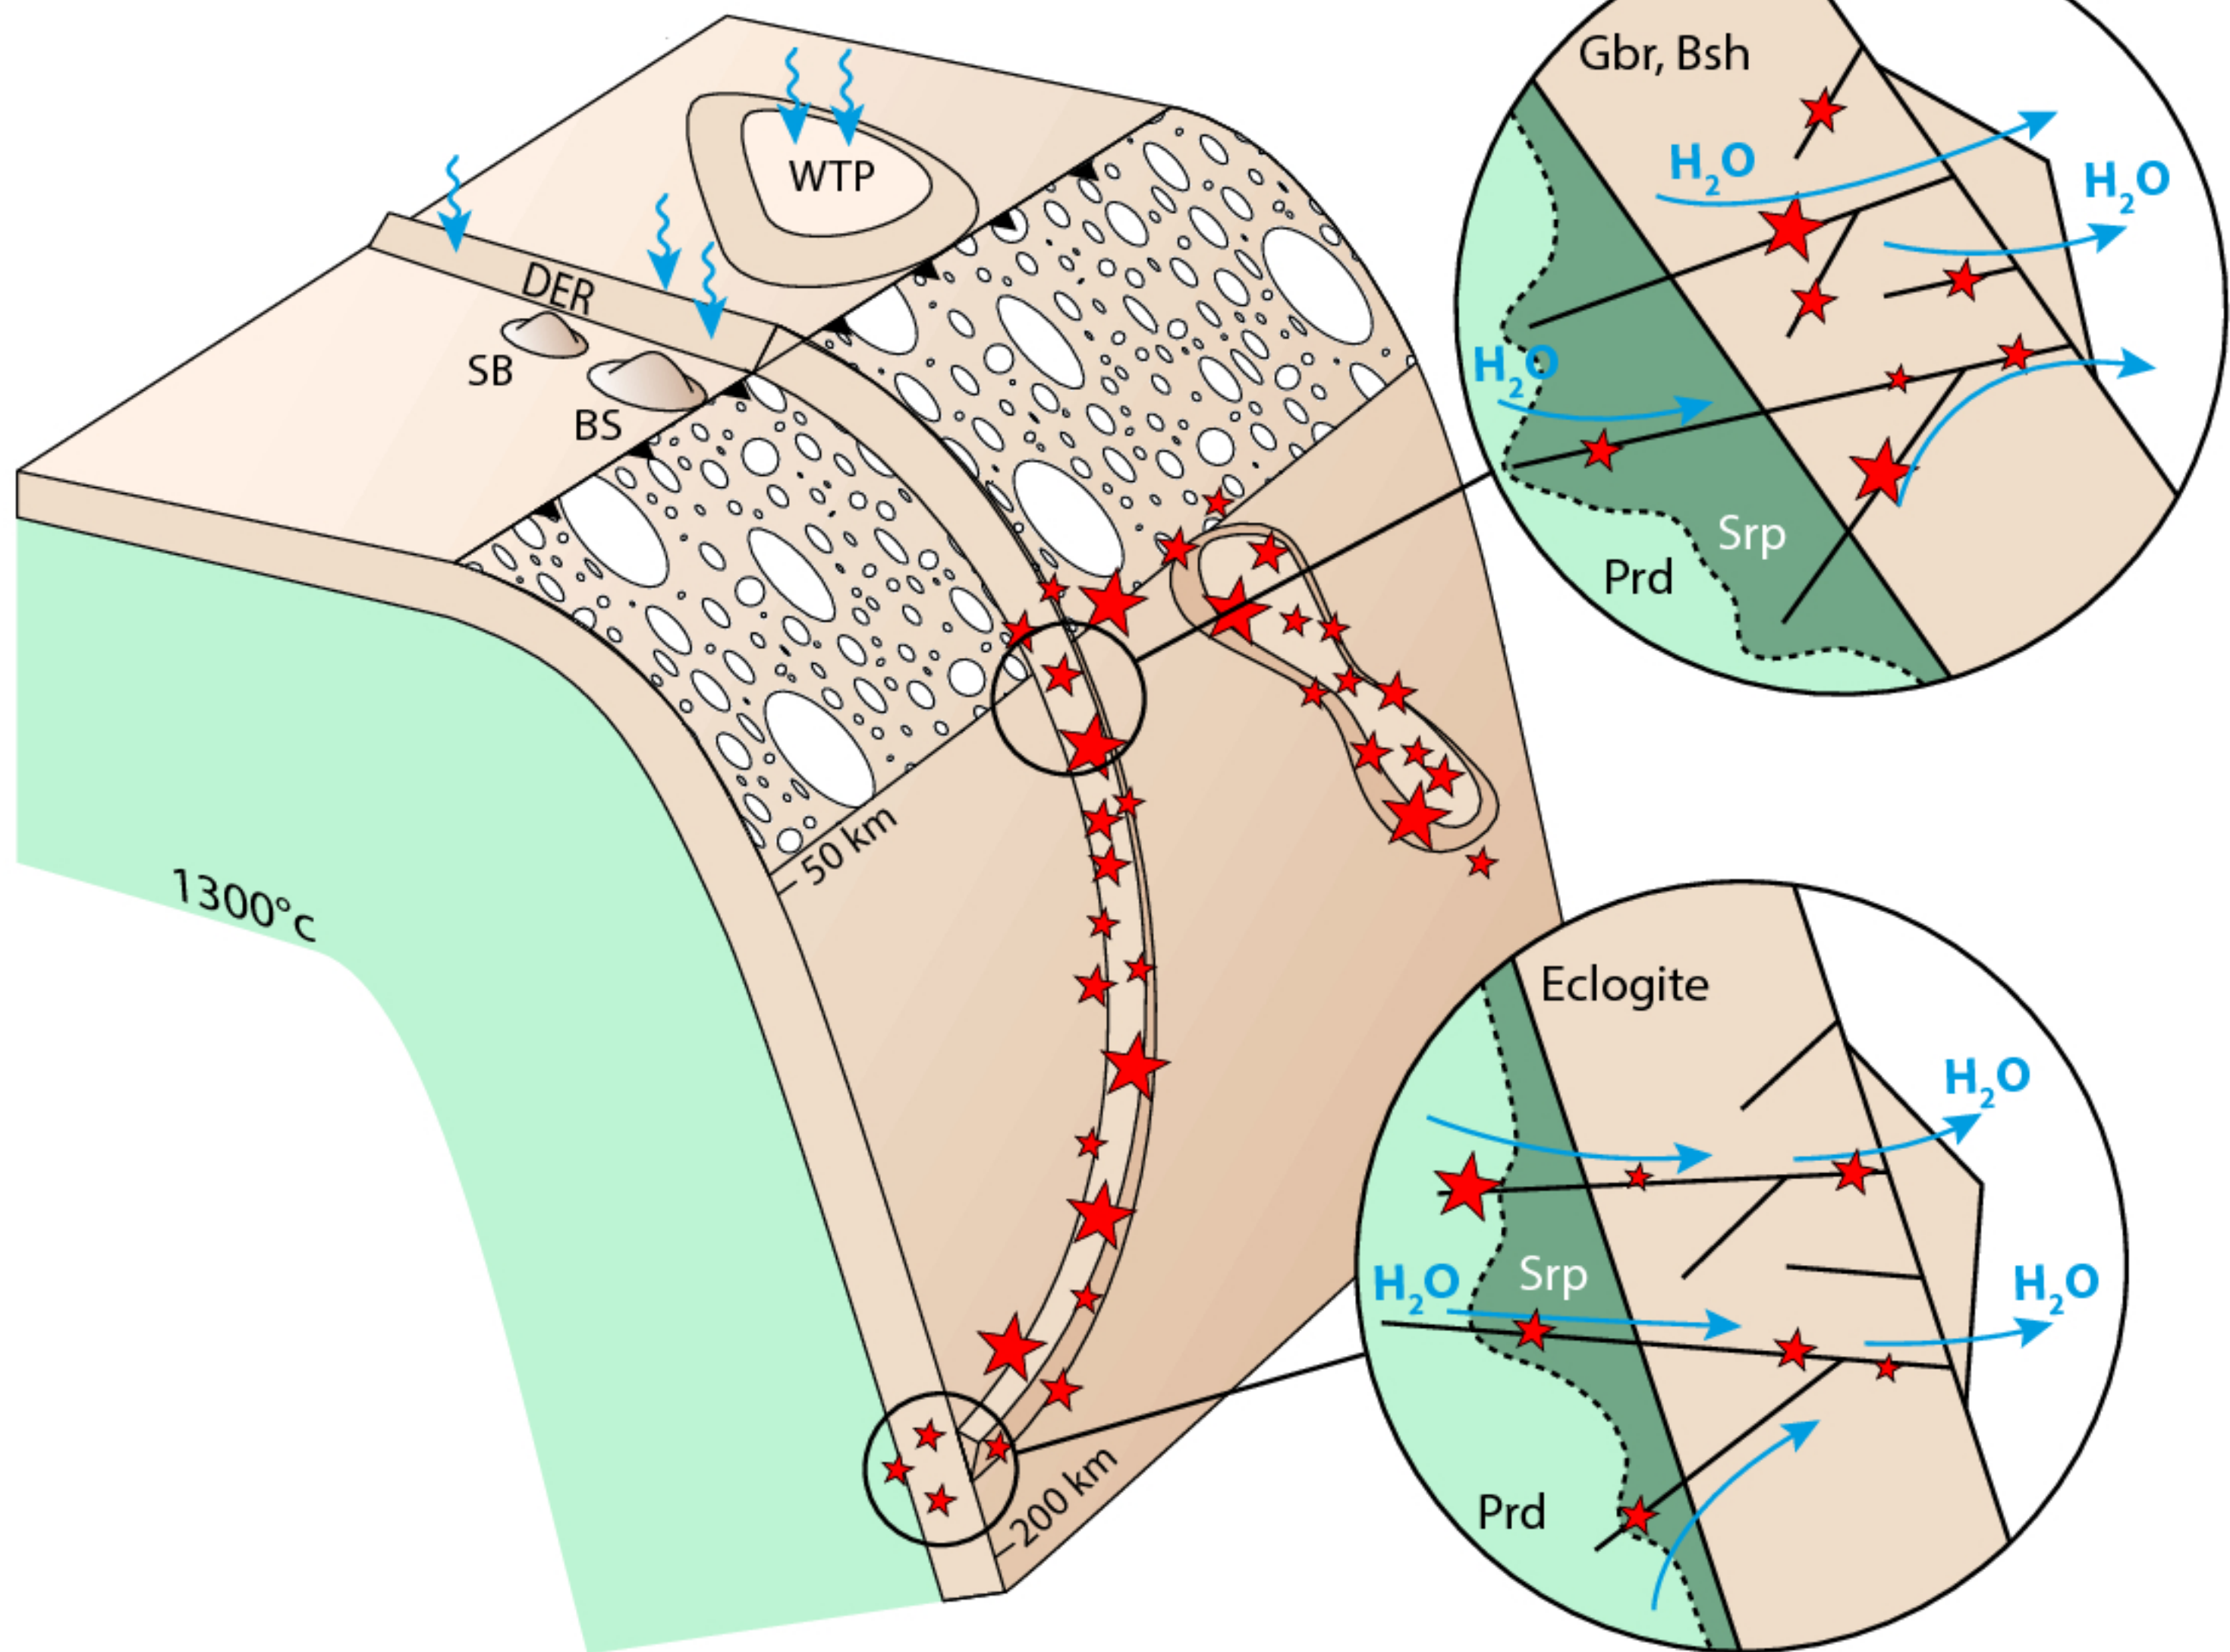 WTP
DER
SB
BS
50 km
200 km
1300°c
Gbr, Bsh
H₂O
H₂O
H₂O
Srp
Prd
Eclogite
H₂O
H₂O
Srp
H₂O
Prd